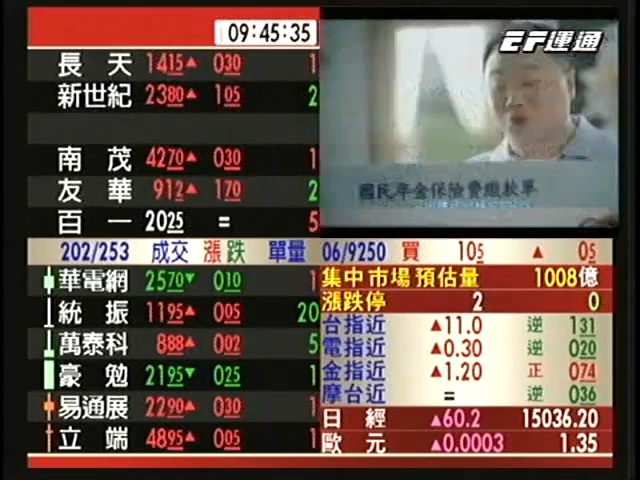 09:45:35
EF運通
長天 1415▲ 030 1
新世紀 2380▲ 105 2
南茂 4270▲ 030 1
友華 912▲ 170 2
百一 2025 = 5
國民年金保險費繳款單
202/253 成交 漲跌 單量 06/9250 買 105 ▲ 05
華電網 2570▼ 010 1
集中市場預估量 1008億
統振 1195▲ 005 20
漲跌停 2 0
萬泰科 888▲ 002 5
台指近 ▲11.0 逆 131
電指近 ▲0.30 逆 020
豪勉 2195▼ 025 1
金指近 ▲1.20 正 074
摩台近 = 逆 036
易通展 2290▲ 030 1
日經 ▲60.2 15036.20
立端 4895▲ 005 1
歐元 ▲0.0003 1.35